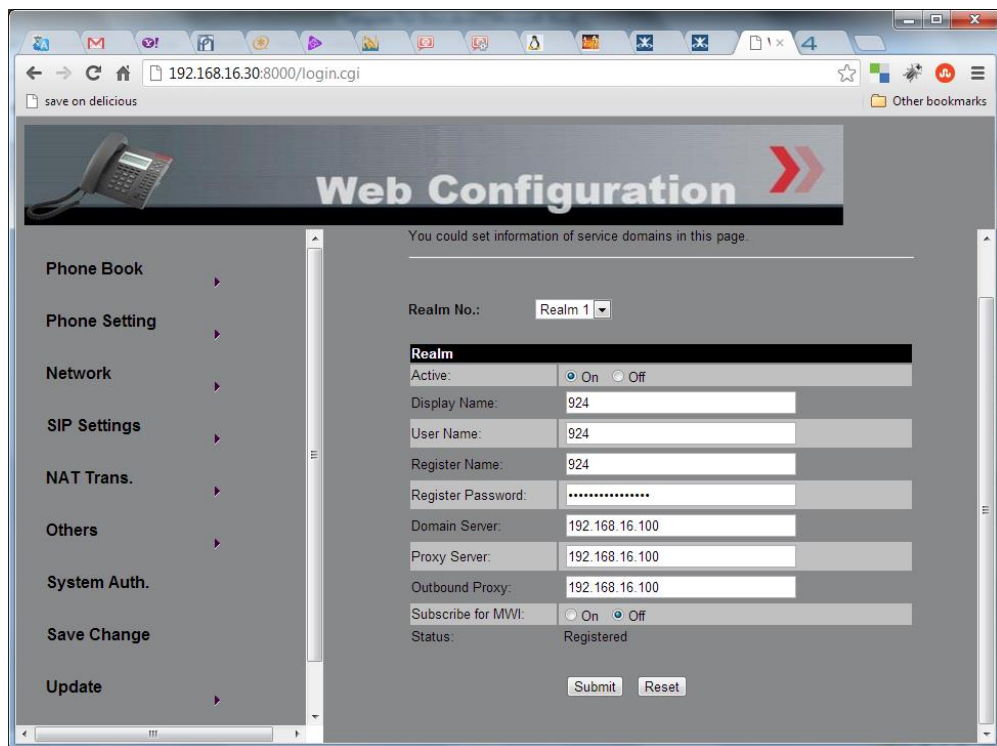 192.168.16.30:8000/login.cgi
save on delicious
Other bookmarks
Web Configuration
You could set information of service domains in this page.
Phone Book
Phone Setting
Network
SIP Settings
NAT Trans.
Others
System Auth.
Save Change
Update
Realm No.: Realm 1
Realm
Active: On Off
Display Name: 924
User Name: 924
Register Name: 924
Register Password: ••••••••••••••••
Domain Server: 192.168.16.100
Proxy Server: 192.168.16.100
Outbound Proxy: 192.168.16.100
Subscribe for MWI: On Off
Status: Registered
Submit Reset